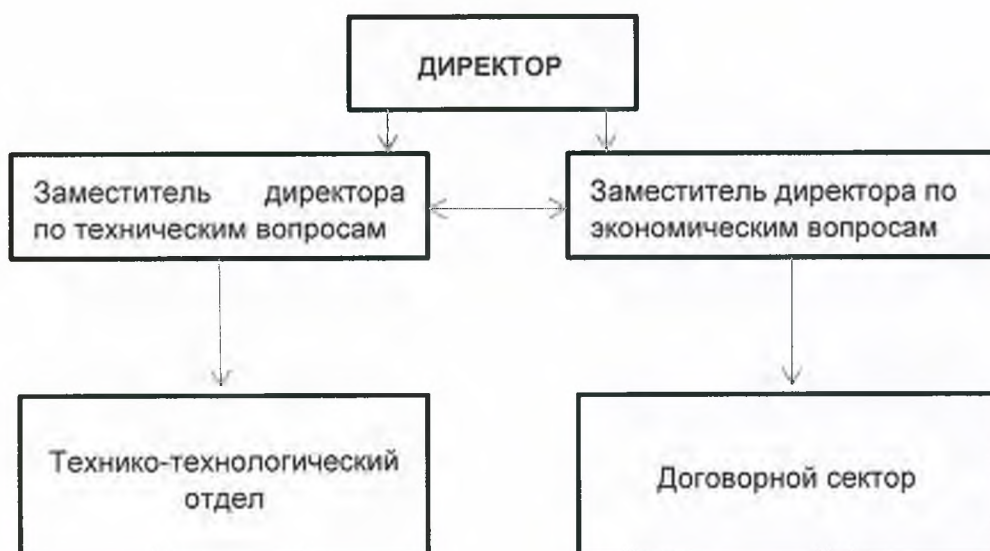 ДИРЕКТОР
Заместитель директора
по техническим вопросам
Заместитель директора по
экономическим вопросам
Технико-технологический
отдел
Договорной сектор